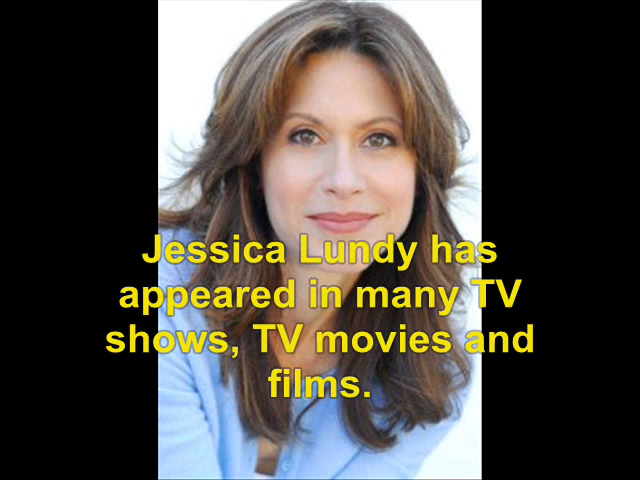 Jessica Lundy has
appeared in many TV
shows, TV movies and
films.